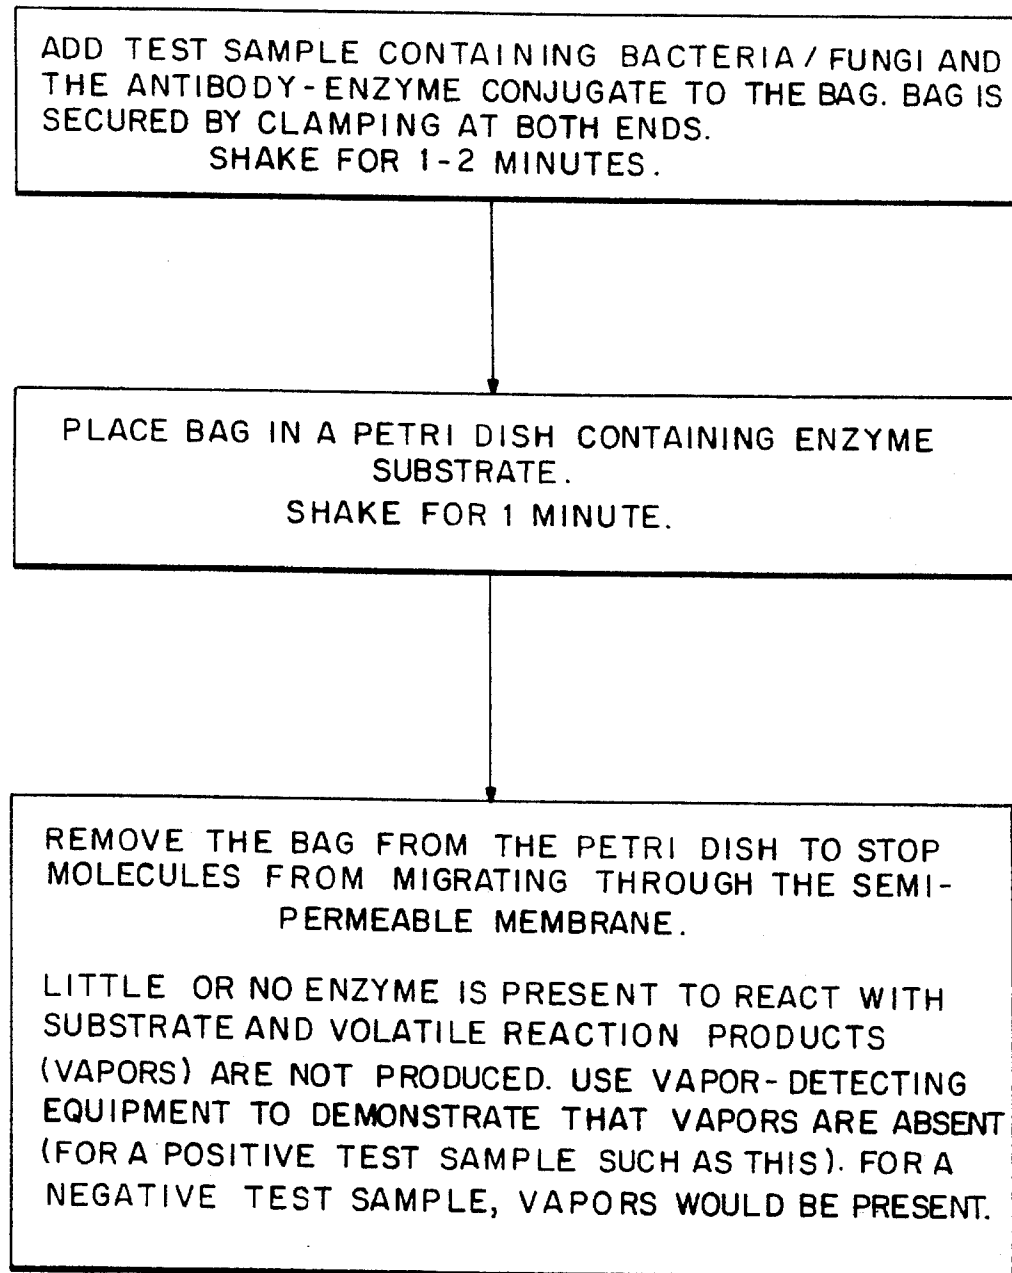 ADD TEST SAMPLE CONTAINING BACTERIA/FUNGI AND
THE ANTIBODY-ENZYME CONJUGATE TO THE BAG. BAG IS
SECURED BY CLAMPING AT BOTH ENDS.
SHAKE FOR 1-2 MINUTES.
PLACE BAG IN A PETRI DISH CONTAINING ENZYME
SUBSTRATE.
SHAKE FOR 1 MINUTE.
REMOVE THE BAG FROM THE PETRI DISH TO STOP
MOLECULES FROM MIGRATING THROUGH THE SEMI-
PERMEABLE MEMBRANE.
LITTLE OR NO ENZYME IS PRESENT TO REACT WITH
SUBSTRATE AND VOLATILE REACTION PRODUCTS
(VAPORS) ARE NOT PRODUCED. USE VAPOR-DETECTING
EQUIPMENT TO DEMONSTRATE THAT VAPORS ARE ABSENT
(FOR A POSITIVE TEST SAMPLE SUCH AS THIS). FOR A
NEGATIVE TEST SAMPLE, VAPORS WOULD BE PRESENT.